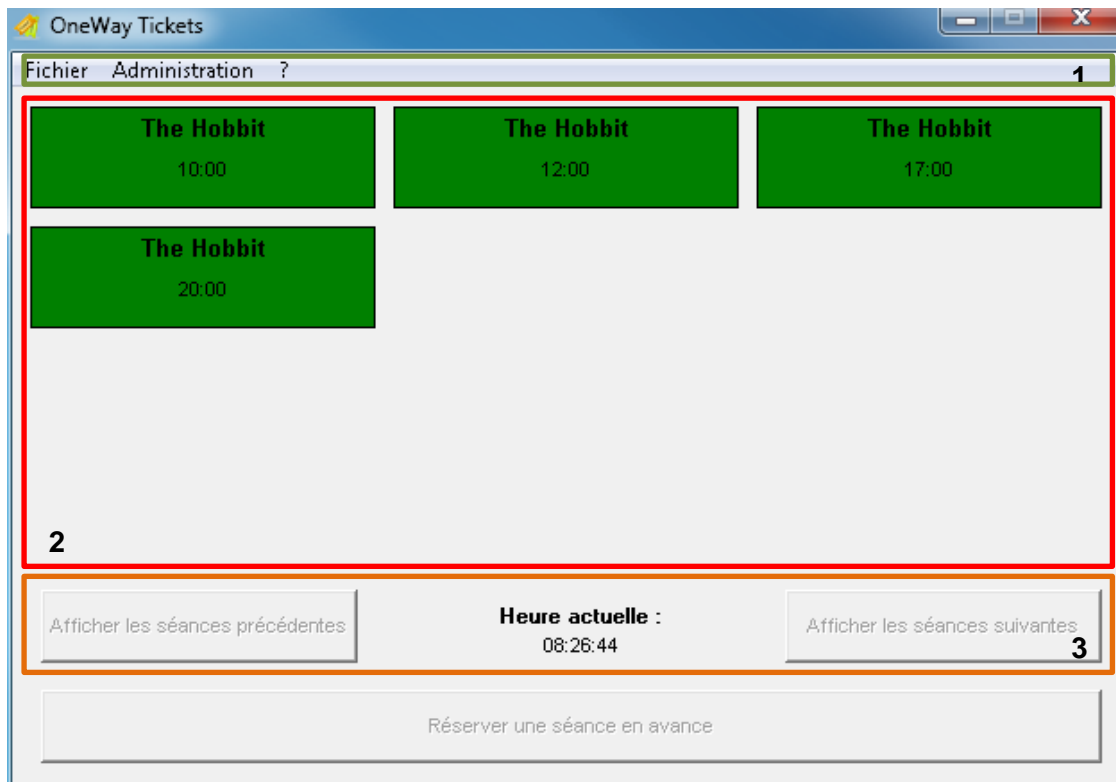 OneWay Tickets
Fichier Administration ?
1
The Hobbit
10:00
The Hobbit
12:00
The Hobbit
17:00
The Hobbit
20:00
2
Afficher les séances précédentes
Heure actuelle :
08:26:44
Afficher les séances suivantes
3
Réserver une séance en avance